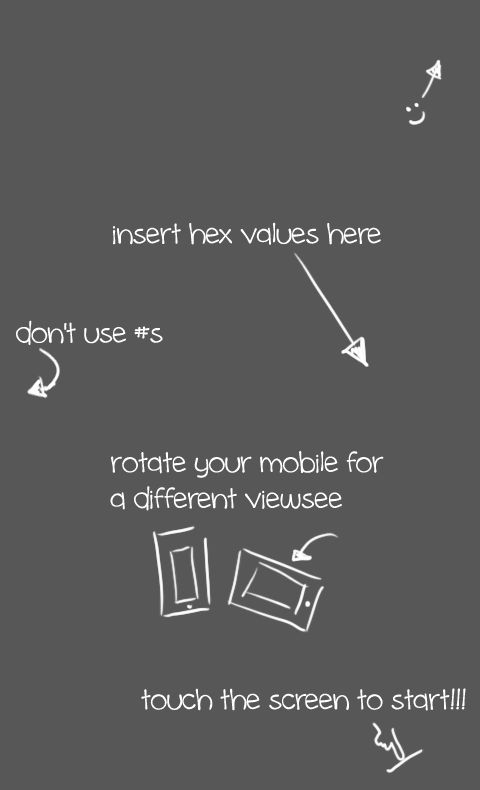 insert hex values here
don't use #s
rotate your mobile for
a different viewsee
touch the screen to start!!!